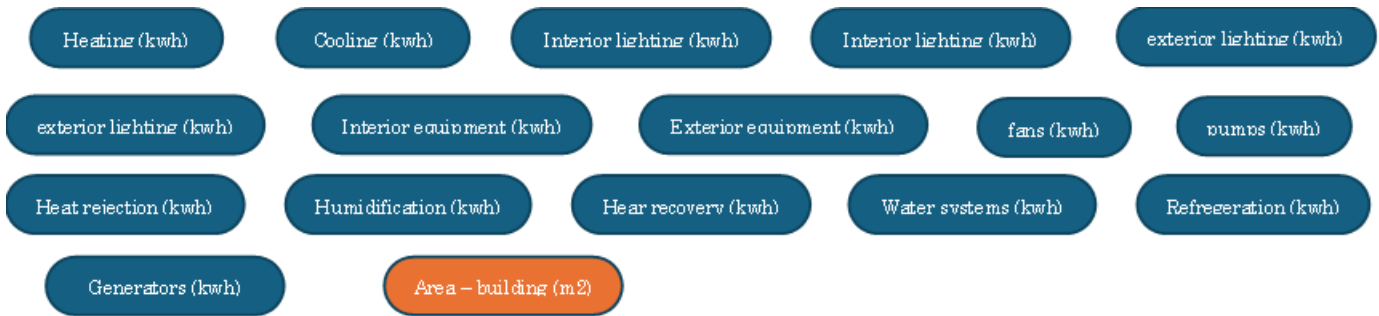 Heating (kwh)
Cooling (kwh)
Interior lighting (kwh)
Interior lighting (kwh)
exterior lighting (kwh)
exterior lighting (kwh)
Interior equipment (kwh)
Exterior equipment (kwh)
fans (kwh)
pumps (kwh)
Heat rejection (kwh)
Humidification (kwh)
Hear recovery (kwh)
Water systems (kwh)
Refregeration (kwh)
Generators (kwh)
Area – building (m2)